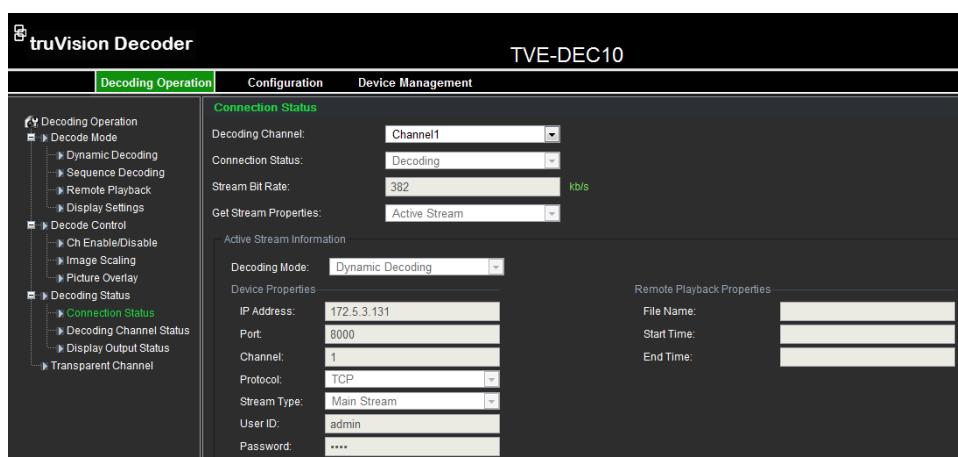 truVision Decoder
TVE-DEC10
Decoding Operation Configuration Device Management
Decoding Operation
Decode Mode
Dynamic Decoding
Sequence Decoding
Remote Playback
Display Settings
Decode Control
Ch Enable/Disable
Image Scaling
Picture Overlay
Decoding Status
Connection Status
Decoding Channel Status
Display Output Status
Transparent Channel
Connection Status
Decoding Channel: Channel1
Connection Status: Decoding
Stream Bit Rate: 382 kb/s
Get Stream Properties: Active Stream
Active Stream Information
Decoding Mode: Dynamic Decoding
Device Properties
IP Address: 172.5.3.131
Port: 8000
Channel: 1
Protocol: TCP
Stream Type: Main Stream
User ID: admin
Password: ••••
Remote Playback Properties
File Name:
Start Time:
End Time: